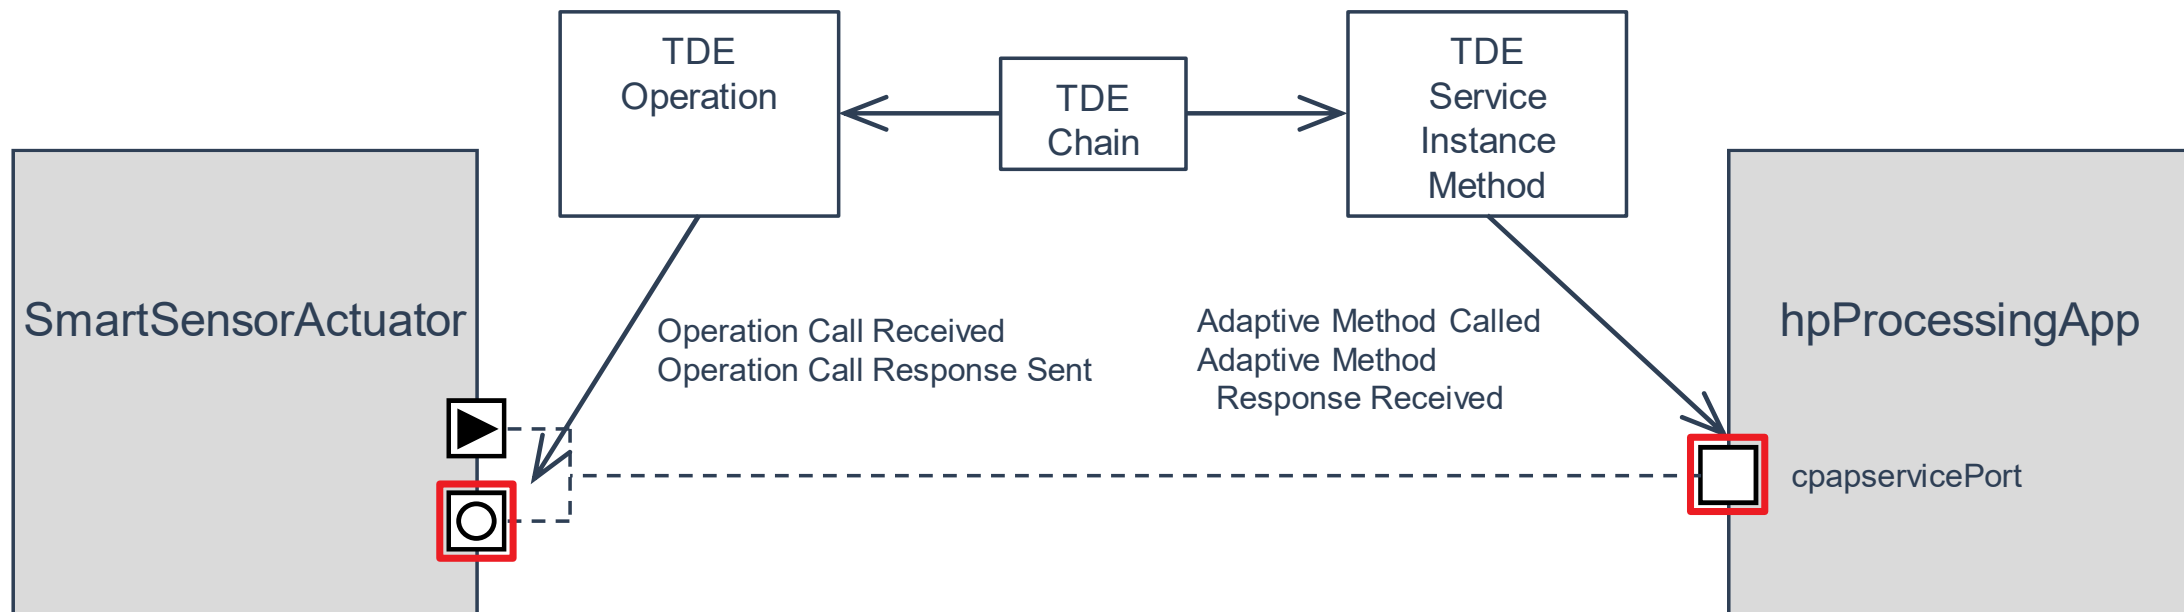 TDE
Operation
TDE
Chain
TDE
Service
Instance
Method
SmartSensorActuator
Operation Call Received
Operation Call Response Sent
Adaptive Method Called
Adaptive Method
Response Received
hpProcessingApp
cpapservicePort